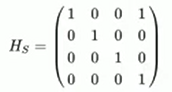 1 0 0 1
0 1 0 0
H_S = 0 0 1 0
0 0 0 1